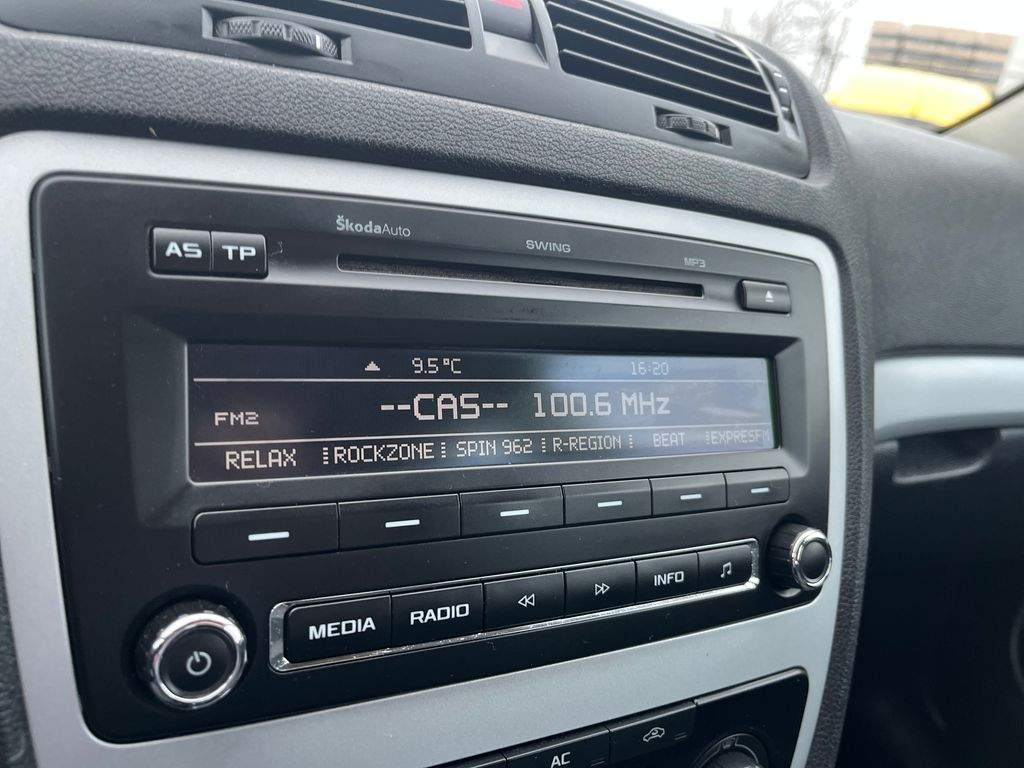 ŠkodaAuto SWING MP3
AS TP
9.5°C 16:20
FM2 --CAS-- 100.6 MHz
RELAX ROCKZONE SPIN 962 R-REGION BEAT EXPRESFM
MEDIA RADIO INFO
AC